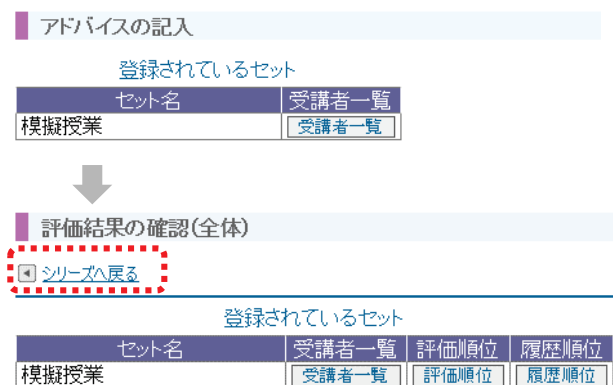 アドバイスの記入
登録されているセット
セット名 受講者一覧
模擬授業 受講者一覧
評価結果の確認(全体)
シリーズへ戻る
登録されているセット
セット名 受講者一覧 評価順位 履歴順位
模擬授業 受講者一覧 評価順位 履歴順位